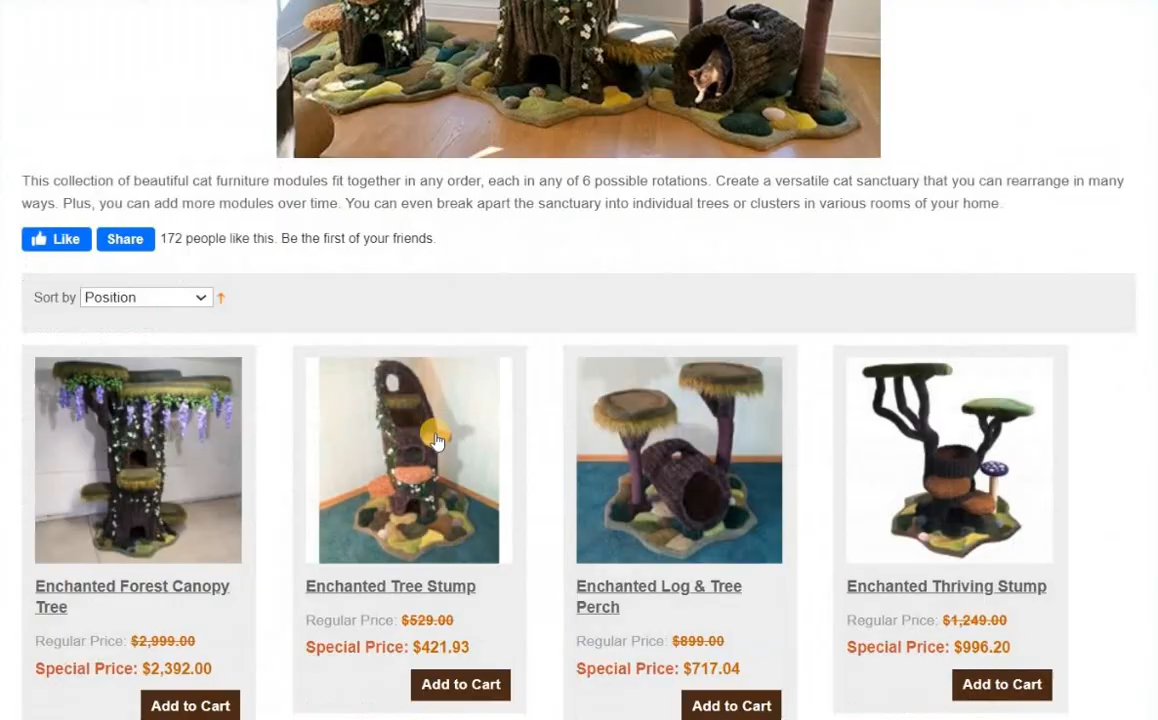 This collection of beautiful cat furniture modules fit together in any order, each in any of 6 possible rotations. Create a versatile cat sanctuary that you can rearrange in many
ways. Plus, you can add more modules over time. You can even break apart the sanctuary into individual trees or clusters in various rooms of your home.
Like Share 172 people like this. Be the first of your friends.
Sort by Position
Enchanted Forest Canopy
Tree
Regular Price: $2,999.00
Special Price: $2,392.00
Add to Cart
Enchanted Tree Stump
Regular Price: $529.00
Special Price: $421.93
Add to Cart
Enchanted Log & Tree
Perch
Regular Price: $899.00
Special Price: $717.04
Add to Cart
Enchanted Thriving Stump
Regular Price: $1,249.00
Special Price: $996.20
Add to Cart